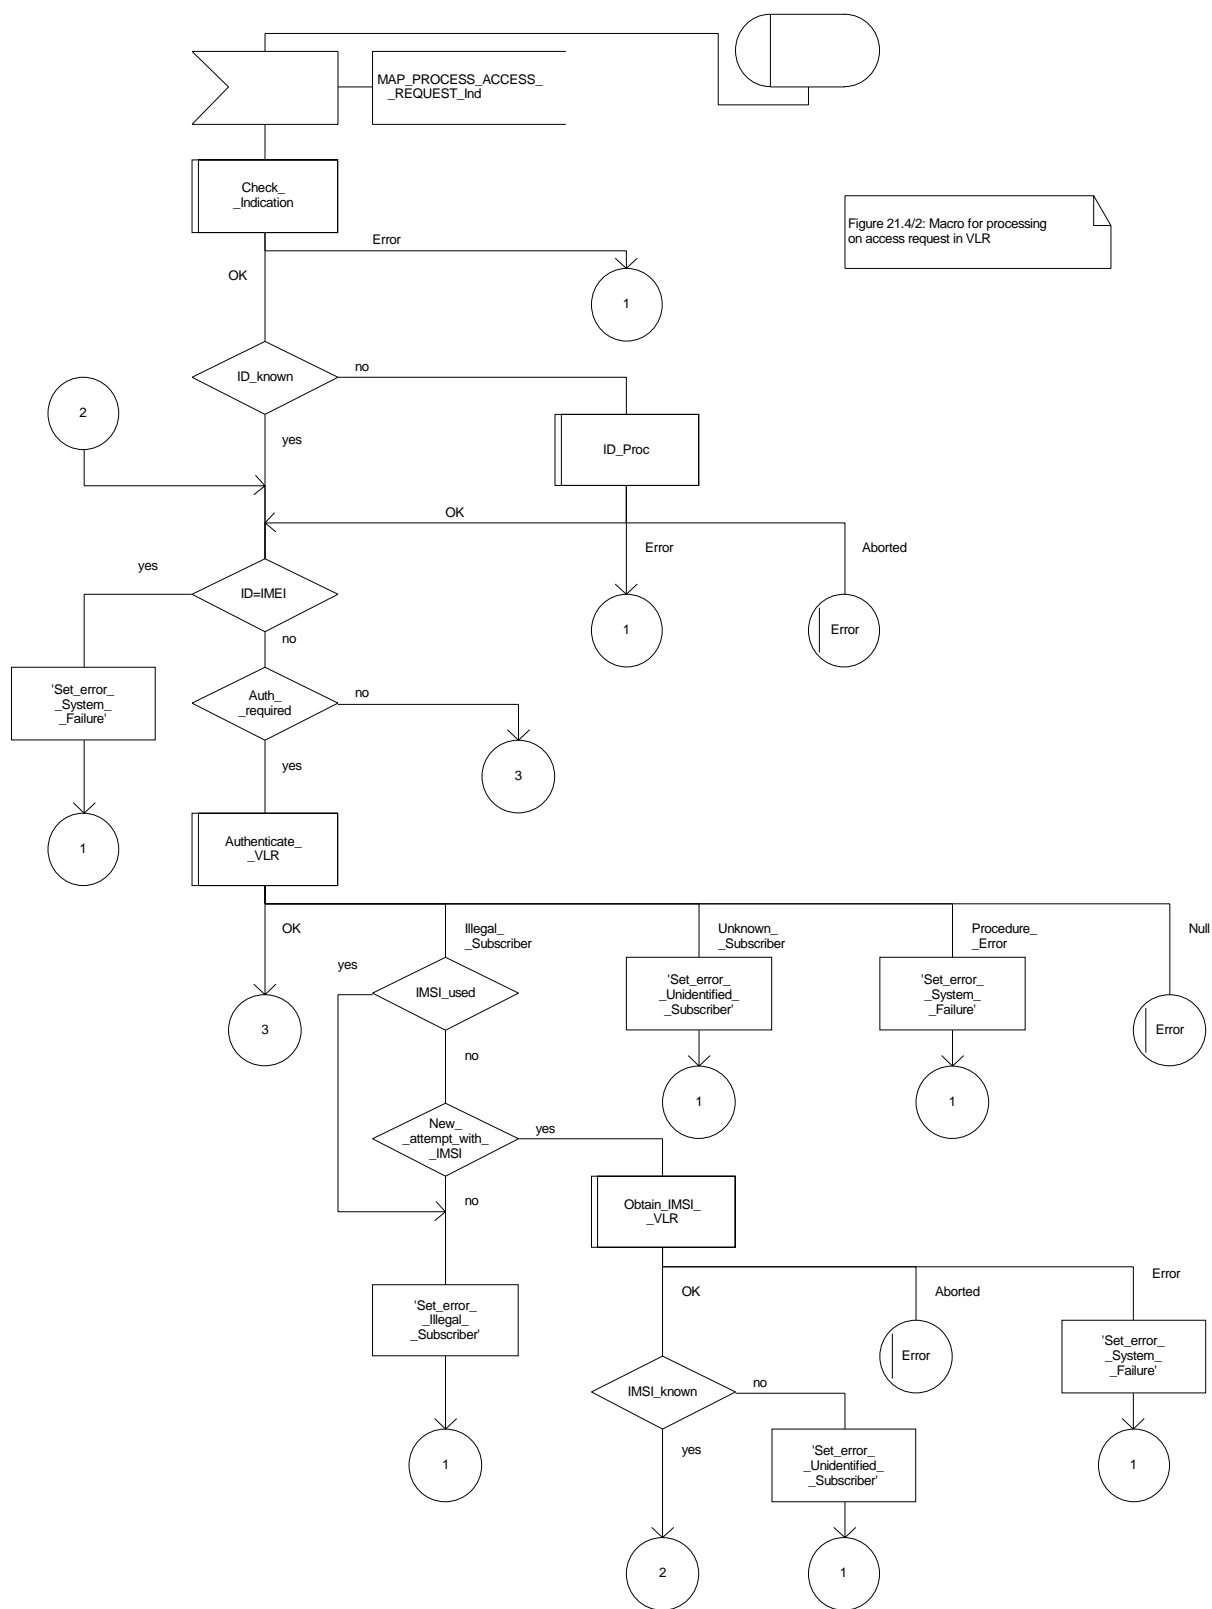 MAP_PROCESS_ACCESS_
_REQUEST_Ind
Check_
_Indication
Figure 21.4/2: Macro for processing
on access request in VLR
Error
OK
1
ID_known
no
2
yes
ID_Proc
OK
Error
Aborted
yes
ID=IMEI
1
Error
no
'Set_error_
_System_
_Failure'
Auth_
_required
no
yes
3
1
Authenticate_
_VLR
OK
Illegal_
_Subscriber
Unknown_
_Subscriber
Procedure_
_Error
Null
yes
IMSI_used
'Set_error_
_Unidentified_
_Subscriber'
'Set_error_
_System_
_Failure'
3
Error
no
1
1
New_
_attempt_with_
_IMSI
yes
no
Obtain_IMSI_
_VLR
OK
Aborted
Error
'Set_error_
_Illegal_
_Subscriber'
Error
'Set_error_
_System_
_Failure'
IMSI_known
no
yes
1
'Set_error_
_Unidentified_
_Subscriber'
1
2
1